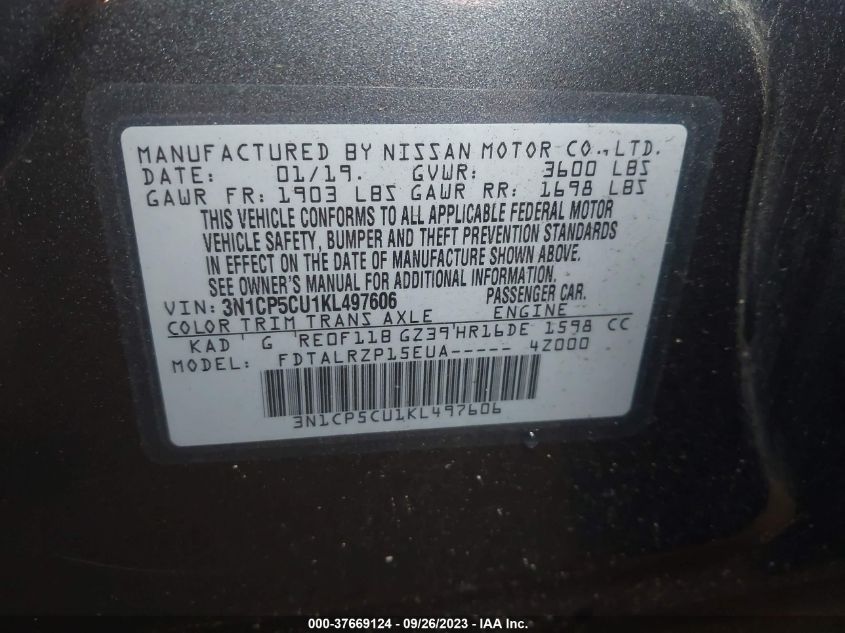 MANUFACTURED BY NISSAN MOTOR CO., LTD.
DATE: 01/19. GVWR: 3600 LBS
GAWR FR: 1903 LBS GAWR RR: 1698 LBS
THIS VEHICLE CONFORMS TO ALL APPLICABLE FEDERAL MOTOR
VEHICLE SAFETY, BUMPER AND THEFT PREVENTION STANDARDS
IN EFFECT ON THE DATE OF MANUFACTURE SHOWN ABOVE.
SEE OWNER'S MANUAL FOR ADDITIONAL INFORMATION.
VIN: 3N1CP5CU1KL497606 PASSENGER CAR.
COLOR TRIM TRANS AXLE ENGINE
KAD G RE0F11B GZ39 HR16DE 1598 CC
MODEL: FDTALRZP15EUA----- 4Z000
3N1CP5CU1KL497606
000-37669124 - 09/26/2023 - IAA Inc.